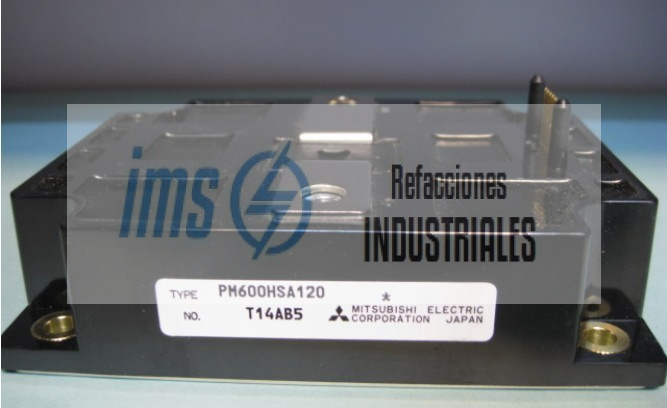 ims
Refacciones
INDUSTRIALES
TYPE PM600HSA120 *
NO. T14AB5 MITSUBISHI ELECTRIC
CORPORATION JAPAN